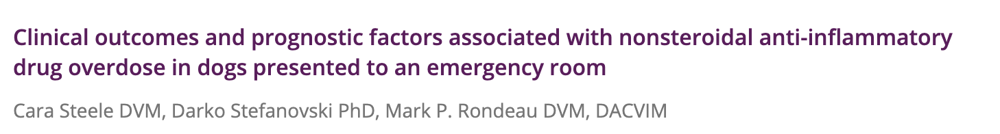 Clinical outcomes and prognostic factors associated with nonsteroidal anti-inflammatory
drug overdose in dogs presented to an emergency room
Cara Steele DVM, Darko Stefanovski PhD, Mark P. Rondeau DVM, DACVIM